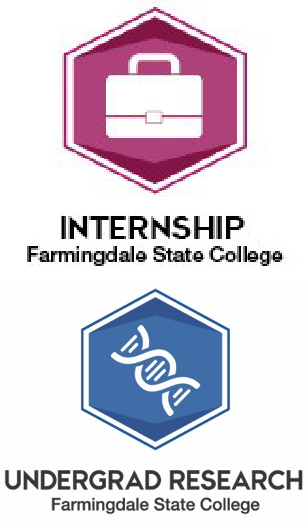 INTERNSHIP
Farmingdale State College
UNDERGRAD RESEARCH
Farmingdale State College